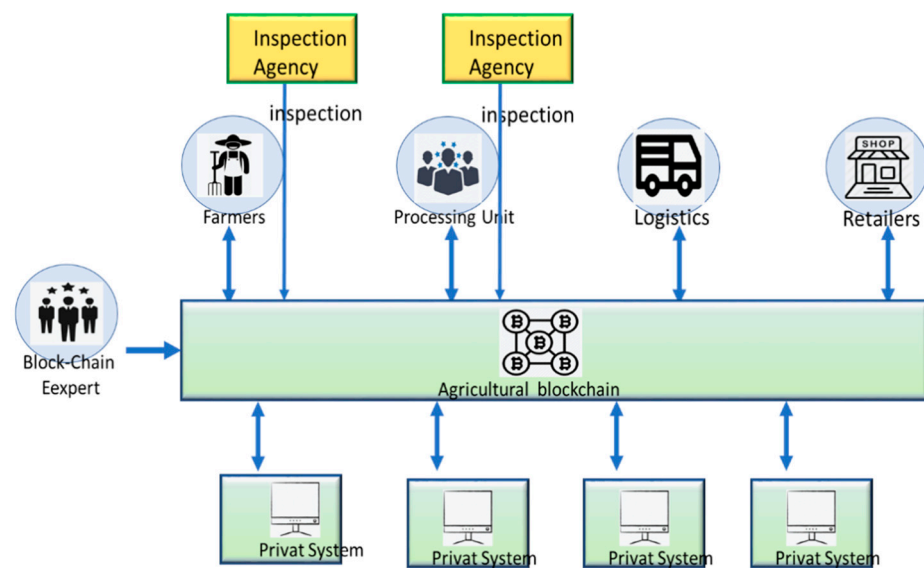 Inspection
Agency
Inspection
Agency
inspection
inspection
SHOP
Farmers
Processing Unit
Logistics
Retailers
Block-Chain
Eexpert
Agricultural blockchain
Privat System
Privat System
Privat System
Privat System